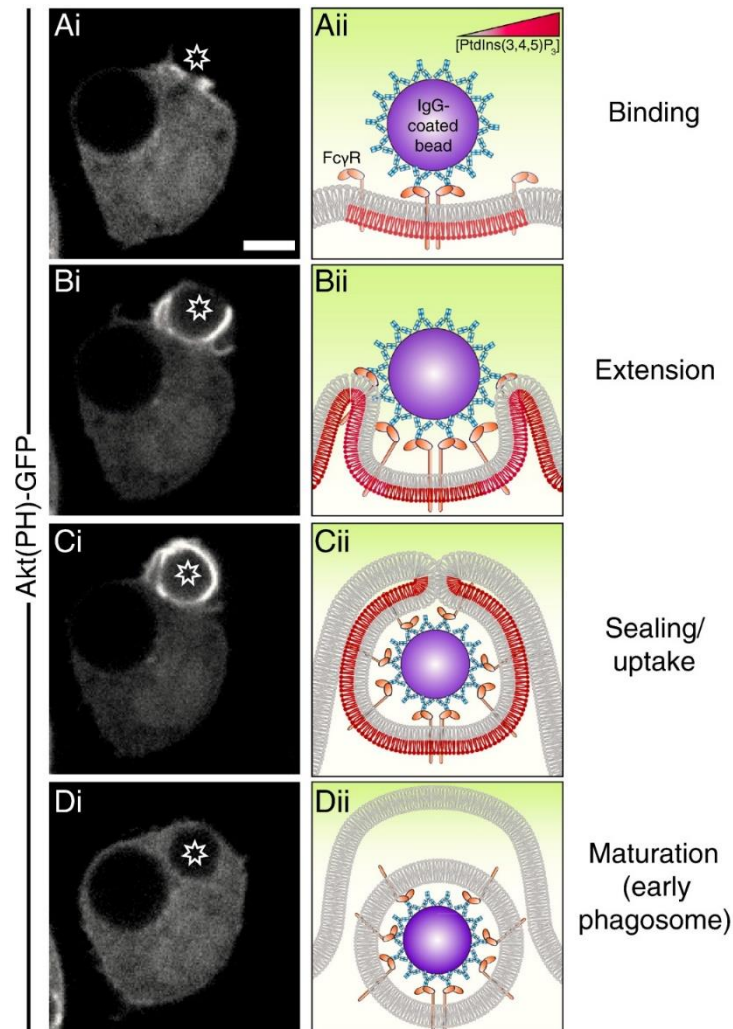 Akt(PH)-GFP
Ai
Aii
[PtdIns(3,4,5)P3]
IgG-
coated
bead
FcγR
Binding
Bi
Bii
Extension
Ci
Cii
Sealing/
uptake
Di
Dii
Maturation
(early
phagosome)